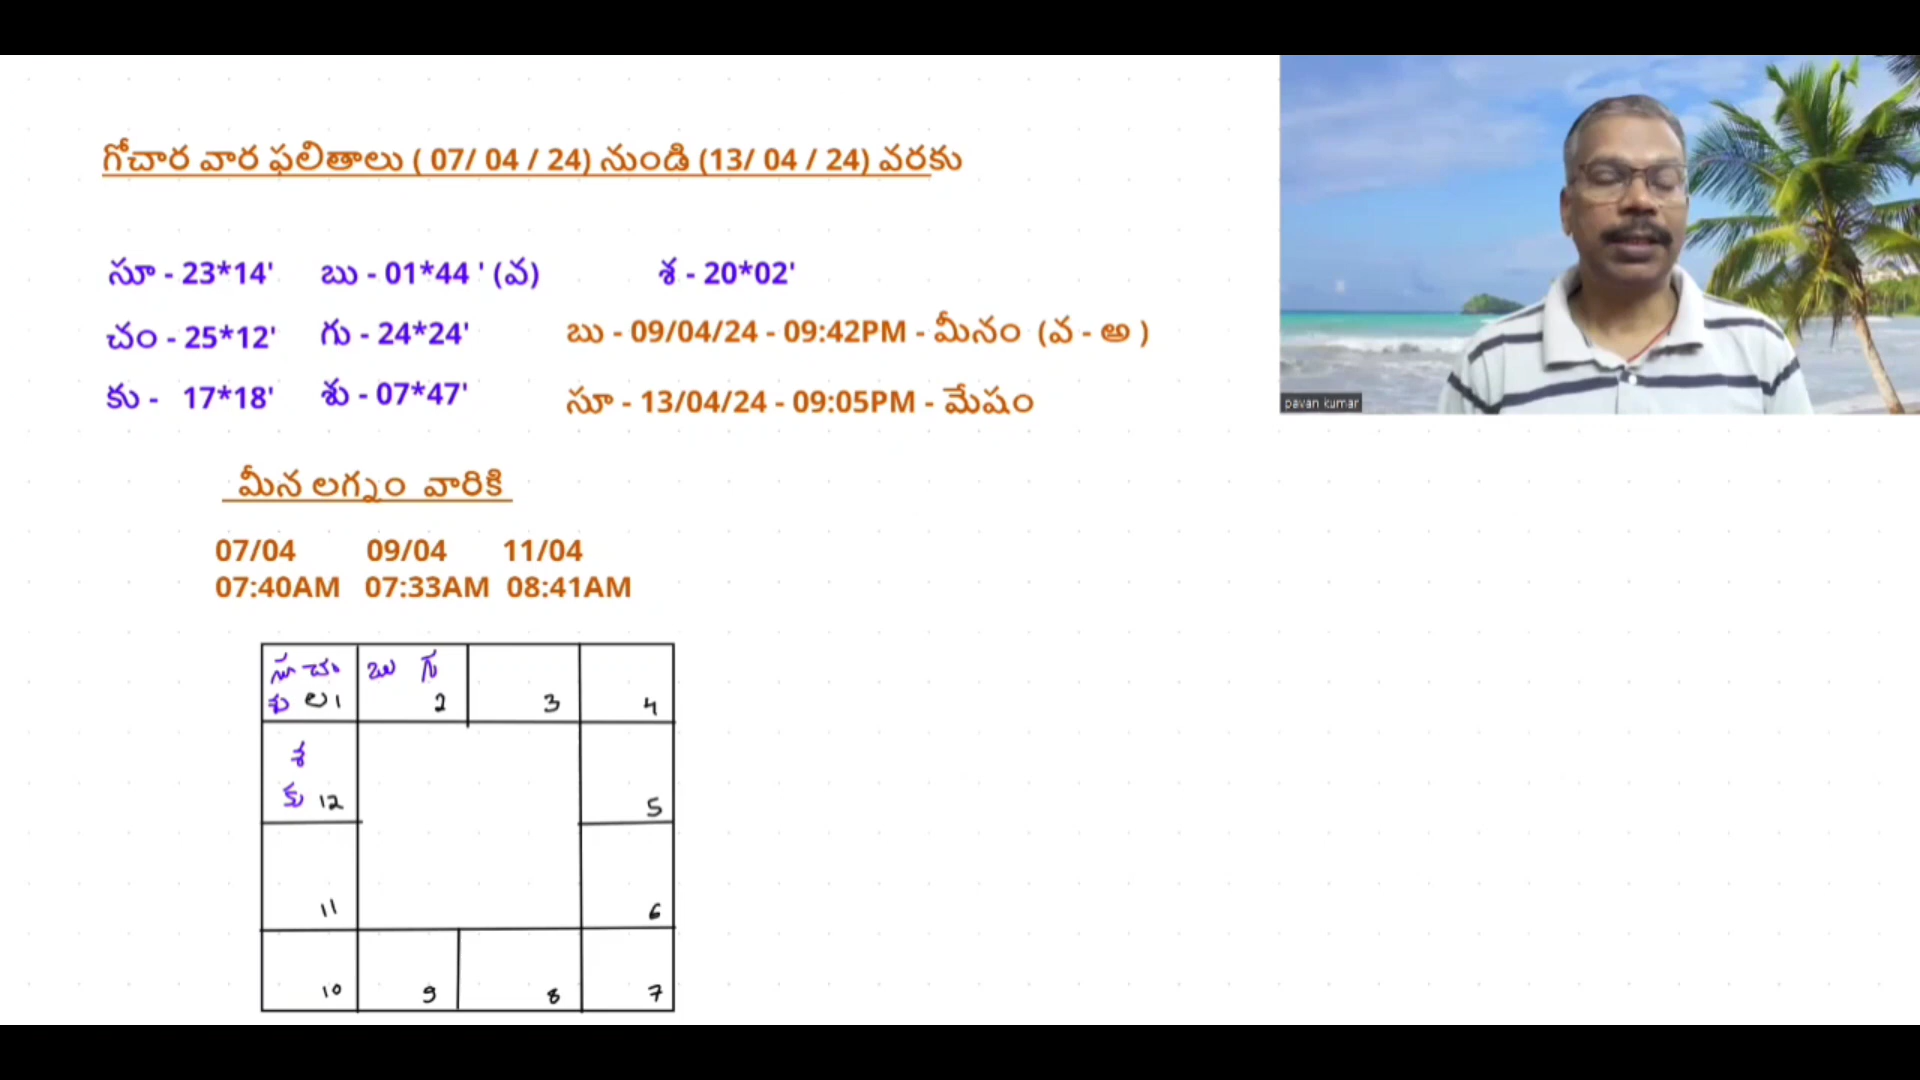 గోచార వార ఫలితాలు ( 07/ 04 / 24) నుండి (13/ 04 / 24) వరకు
సూ - 23*14' బు - 01*44 ' (వ) శ - 20*02'
చం - 25*12' గు - 24*24' బు - 09/04/24 - 09:42PM - మీనం (వ - అ )
కు - 17*18' శు - 07*47' సూ - 13/04/24 - 09:05PM - మేషం
pavan kumar
మీన లగ్నం వారికి
07/04 09/04 11/04
07:40AM 07:33AM 08:41AM
సూ చం బు గు
శు ల 1 2 3 4
శ
కు 12 5
11 6
10 9 8 7